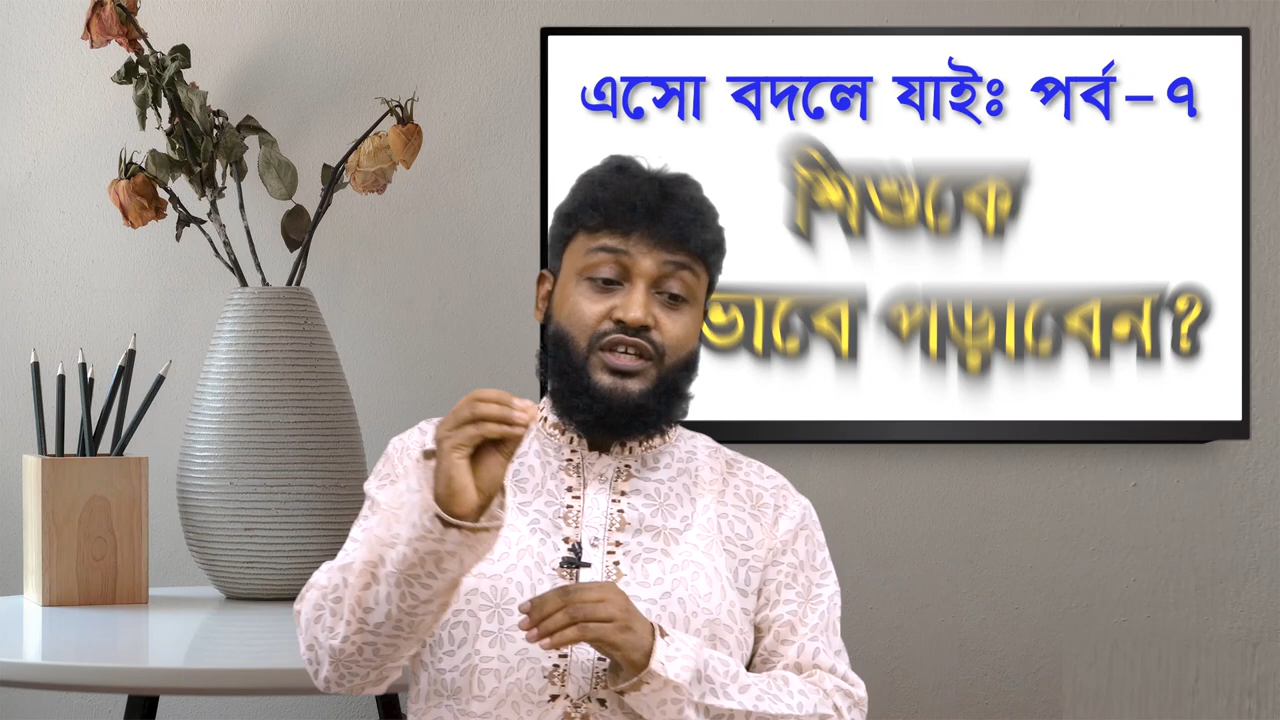 এসো বদলে যাইঃ পর্ব-৭
শিশুকে
ভাবে পড়াবেন?